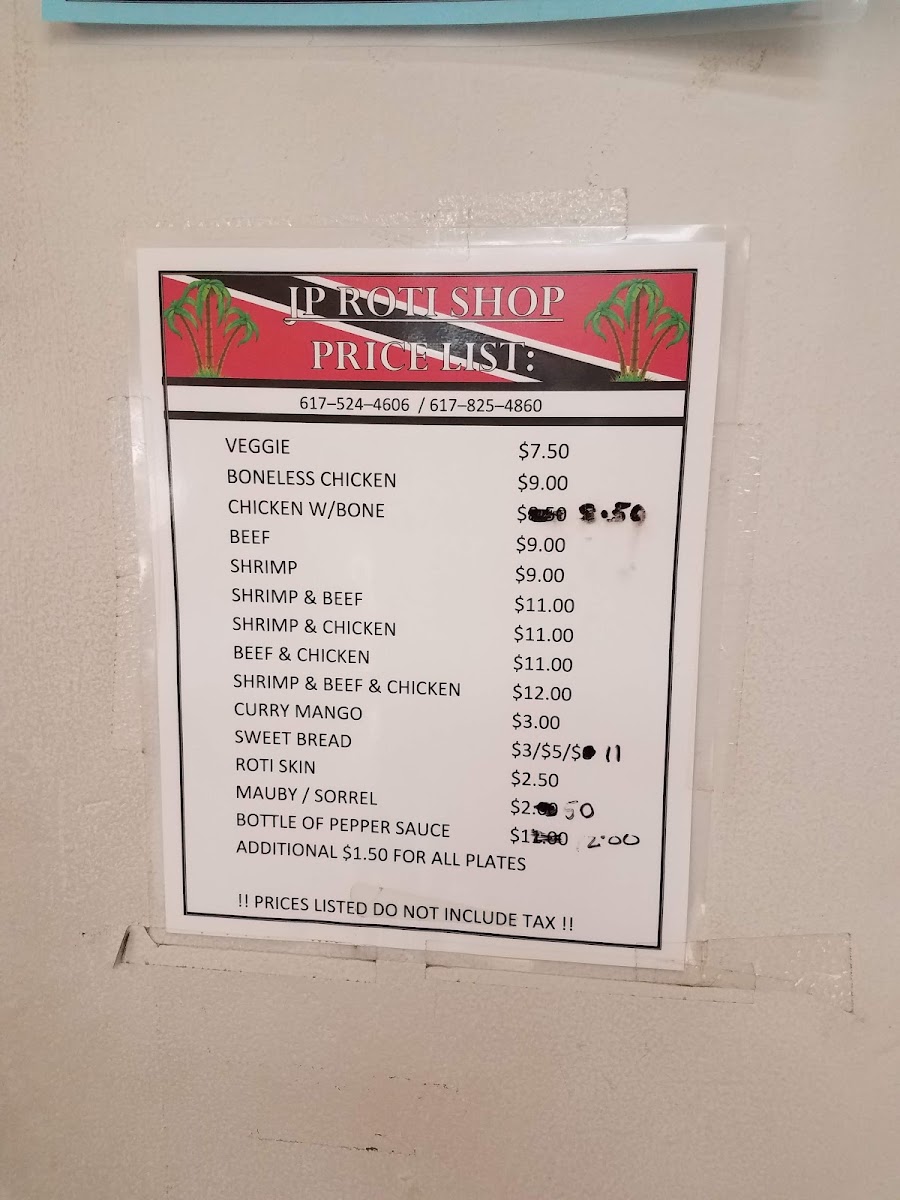 JP ROTI SHOP
PRICE LIST:
617–524–4606 / 617–825–4860
VEGGIE $7.50
BONELESS CHICKEN $9.00
CHICKEN W/BONE $ 8.50
BEEF $9.00
SHRIMP $9.00
SHRIMP & BEEF $11.00
SHRIMP & CHICKEN $11.00
BEEF & CHICKEN $11.00
SHRIMP & BEEF & CHICKEN $12.00
CURRY MANGO $3.00
SWEET BREAD $3/$5/$ 11
ROTI SKIN $2.50
MAUBY / SORREL $2. 50
BOTTLE OF PEPPER SAUCE $1 2.00
ADDITIONAL $1.50 FOR ALL PLATES
!! PRICES LISTED DO NOT INCLUDE TAX !!